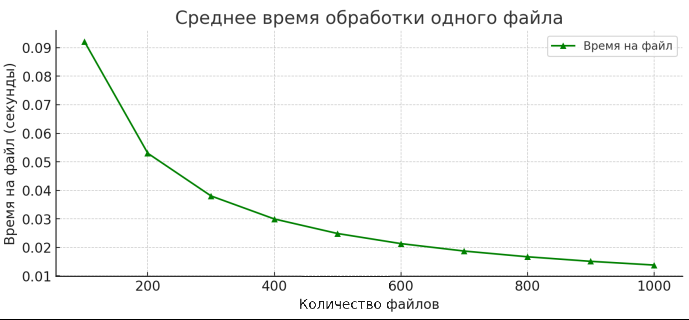 Среднее время обработки одного файла
Время на файл
Время на файл (секунды)
0.09
0.08
0.07
0.06
0.05
0.04
0.03
0.02
0.01
200 400 600 800 1000
Количество файлов